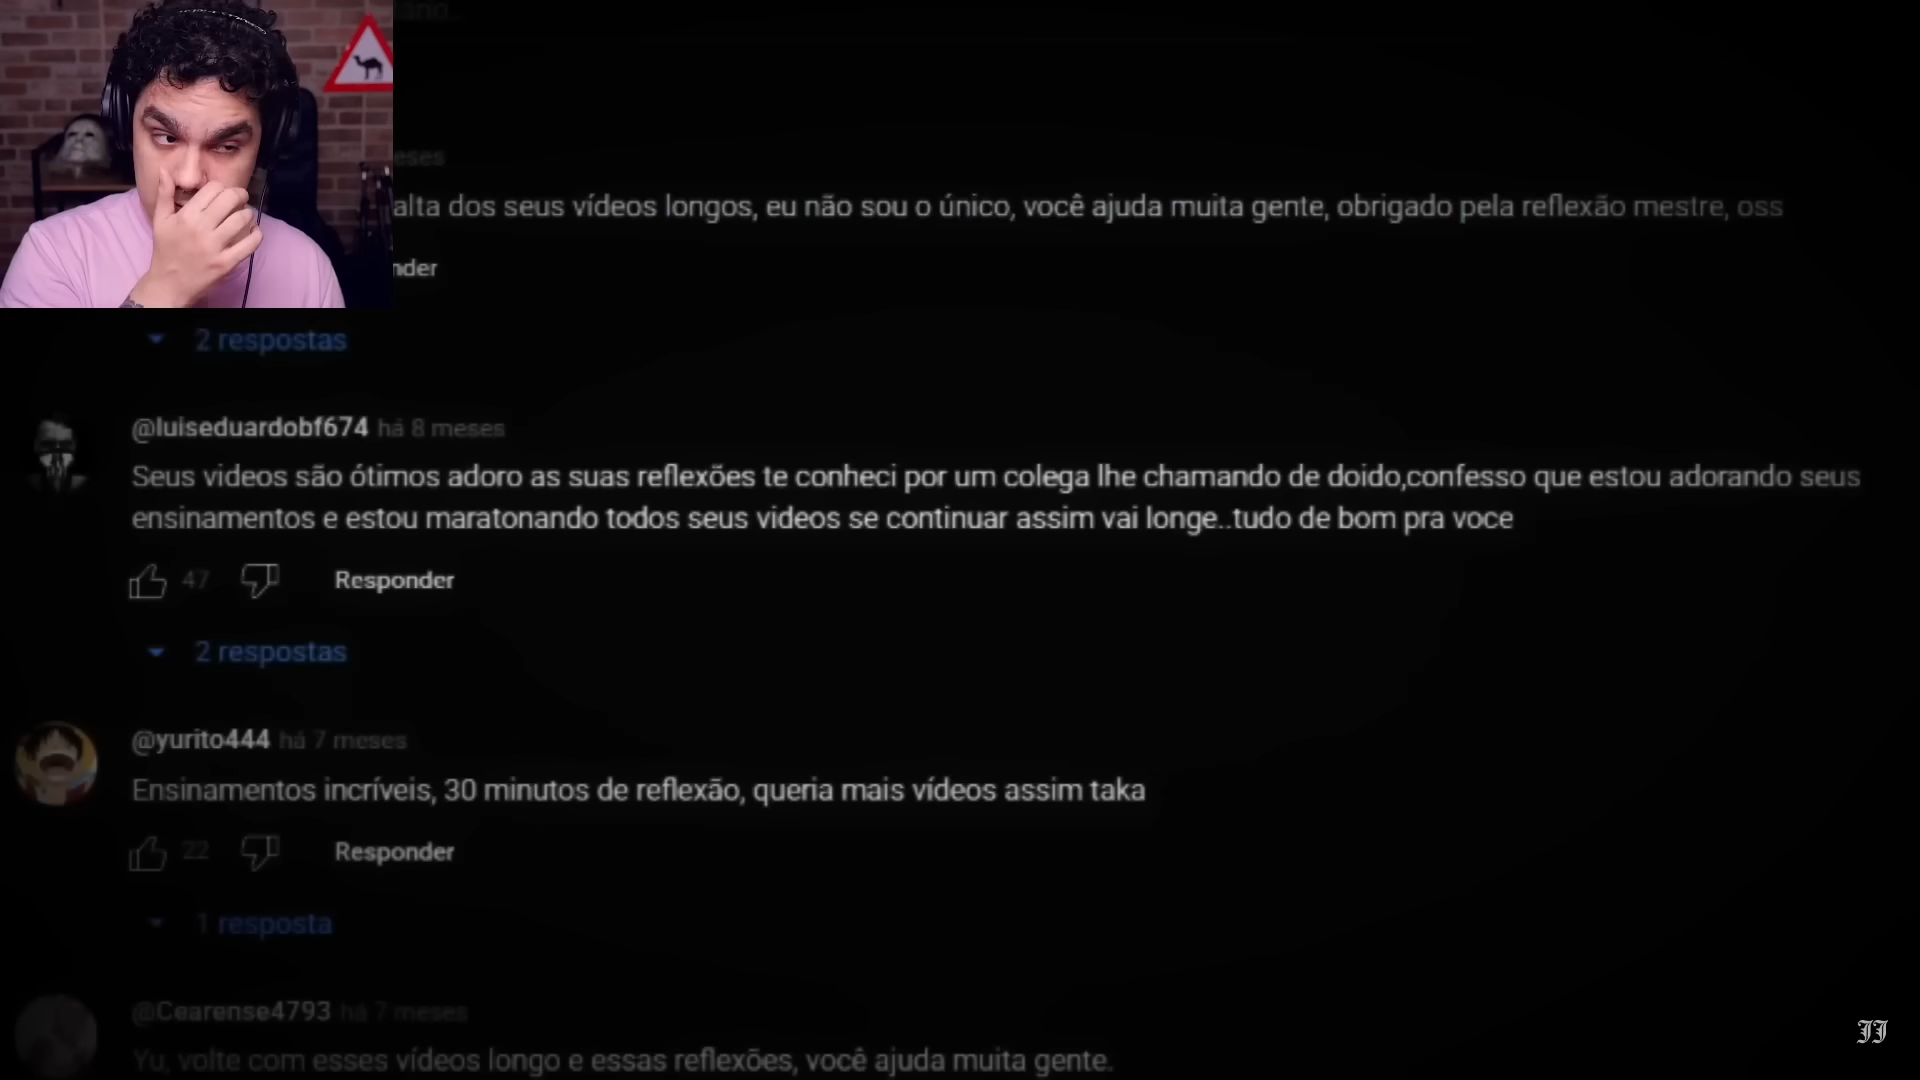 alta dos seus vídeos longos, eu não sou o único, você ajuda muita gente, obrigado pela reflexão mestre, oss
2 respostas
@luiseduardobf674 há 8 meses
Seus videos são ótimos adoro as suas reflexões te conheci por um colega lhe chamando de doido,confesso que estou adorando seus
ensinamentos e estou maratonando todos seus videos se continuar assim vai longe..tudo de bom pra voce
47 Responder
2 respostas
@yurito444 há 7 meses
Ensinamentos incríveis, 30 minutos de reflexão, queria mais vídeos assim taka
22 Responder
1 resposta
@Cearense4793 há 7 meses
Yu, volte com esses vídeos longo e essas reflexões, você ajuda muita gente.
JJ